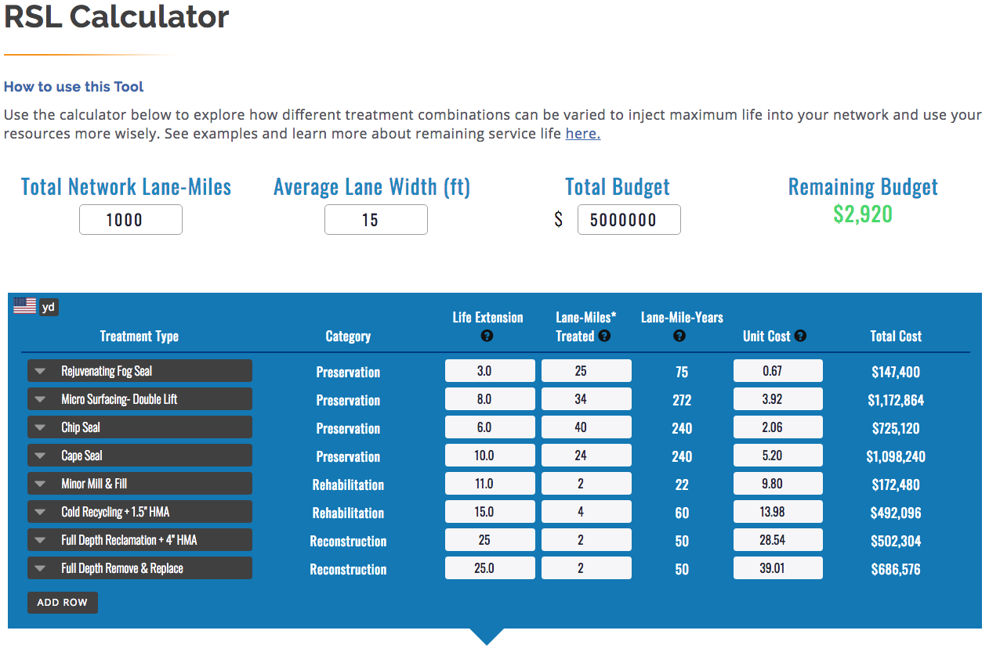 RSL Calculator
How to use this Tool
Use the calculator below to explore how different treatment combinations can be varied to inject maximum life into your network and use your
resources more wisely. See examples and learn more about remaining service life here.
Total Network Lane-Miles Average Lane Width (ft) Total Budget Remaining Budget
1000 15 $ 5000000 $2,920
yd
Life Extension Lane-Miles* Lane-Mile-Years
Treatment Type Category ? Treated ? ? Unit Cost ? Total Cost
Rejuvenating Fog Seal Preservation 3.0 25 75 0.67 $147,400
Micro Surfacing- Double Lift Preservation 8.0 34 272 3.92 $1,172,864
Chip Seal Preservation 6.0 40 240 2.06 $725,120
Cape Seal Preservation 10.0 24 240 5.20 $1,098,240
Minor Mill & Fill Rehabilitation 11.0 2 22 9.80 $172,480
Cold Recycling + 1.5" HMA Rehabilitation 15.0 4 60 13.98 $492,096
Full Depth Reclamation + 4" HMA Reconstruction 25 2 50 28.54 $502,304
Full Depth Remove & Replace Reconstruction 25.0 2 50 39.01 $686,576
ADD ROW